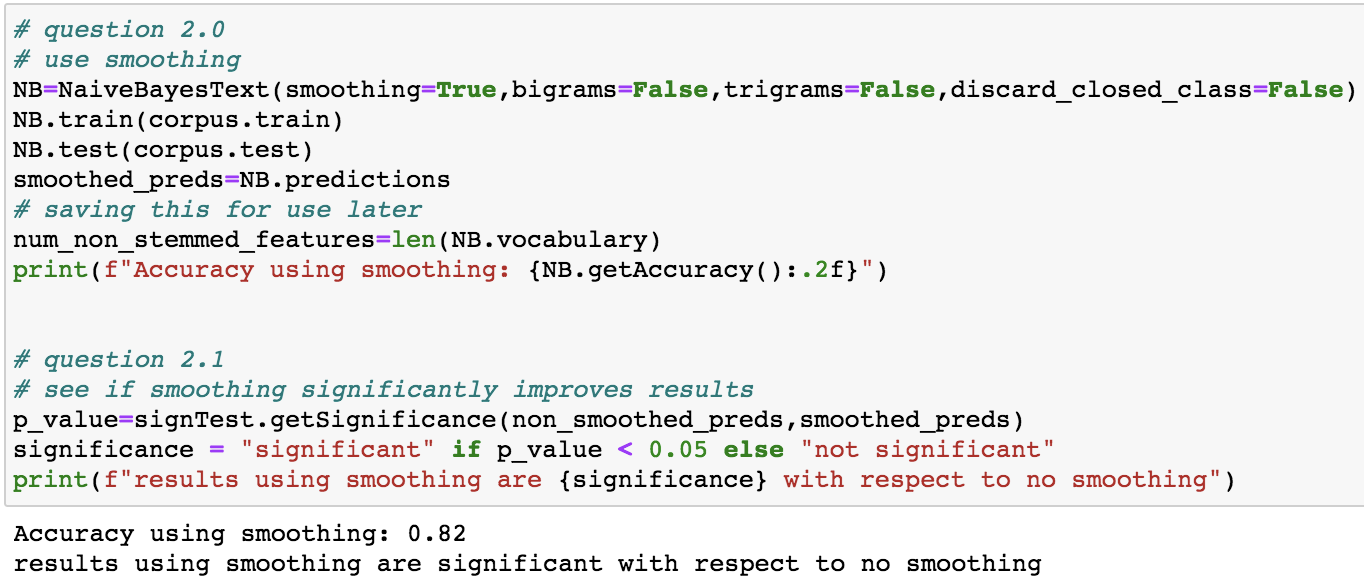 # question 2.0
# use smoothing
NB=NaiveBayesText(smoothing=True,bigrams=False,trigrams=False,discard_closed_class=False)
NB.train(corpus.train)
NB.test(corpus.test)
smoothed_preds=NB.predictions
# saving this for use later
num_non_stemmed_features=len(NB.vocabulary)
print(f"Accuracy using smoothing: {NB.getAccuracy():.2f}")
# question 2.1
# see if smoothing significantly improves results
p_value=signTest.getSignificance(non_smoothed_preds,smoothed_preds)
significance = "significant" if p_value < 0.05 else "not significant"
print(f"results using smoothing are {significance} with respect to no smoothing")
Accuracy using smoothing: 0.82
results using smoothing are significant with respect to no smoothing